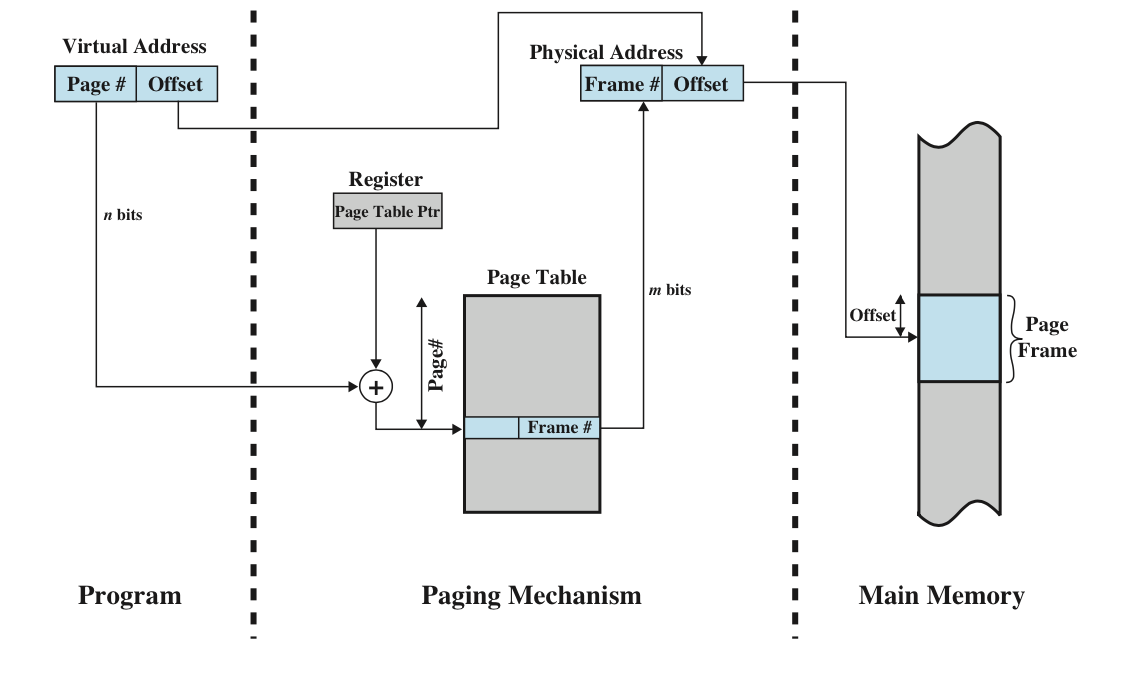 Virtual Address
Page #
Offset
n bits
Physical Address
Frame #
Offset
Register
Page Table Ptr
+
Page Table
Page#
Frame #
m bits
Offset
Page
Frame
Program
Paging Mechanism
Main Memory